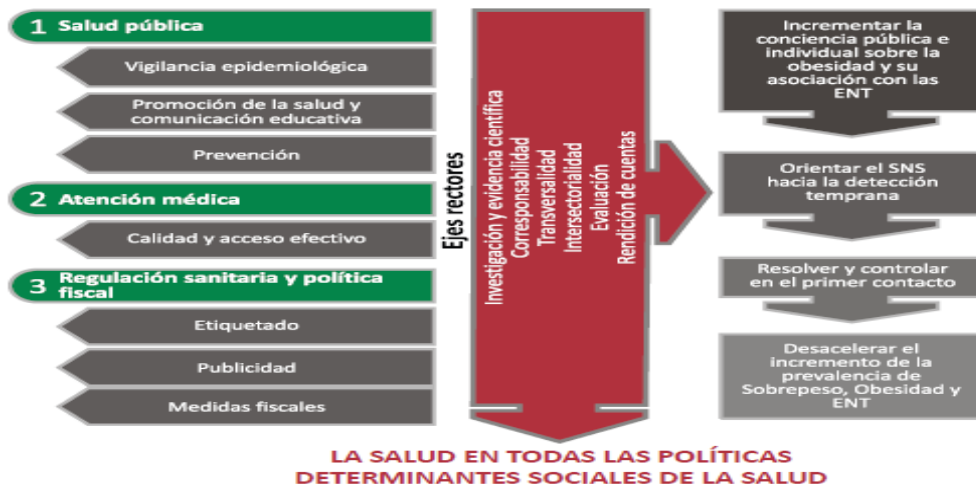 1 Salud pública
Vigilancia epidemiológica
Promoción de la salud y
comunicación educativa
Prevención
2 Atención médica
Calidad y acceso efectivo
3 Regulación sanitaria y política
fiscal
Etiquetado
Publicidad
Medidas fiscales
Ejes rectores
Investigación y evidencia científica
Corresponsabilidad
Transversalidad
Intersectorialidad
Evaluación
Rendición de cuentas
Incrementar la
conciencia pública e
individual sobre la
obesidad y su
asociación con las
ENT
Orientar el SNS
hacia la detección
temprana
Resolver y controlar
en el primer contacto
Desacelerar el
incremento de la
prevalencia de
Sobrepeso, Obesidad y
ENT
LA SALUD EN TODAS LAS POLÍTICAS
DETERMINANTES SOCIALES DE LA SALUD